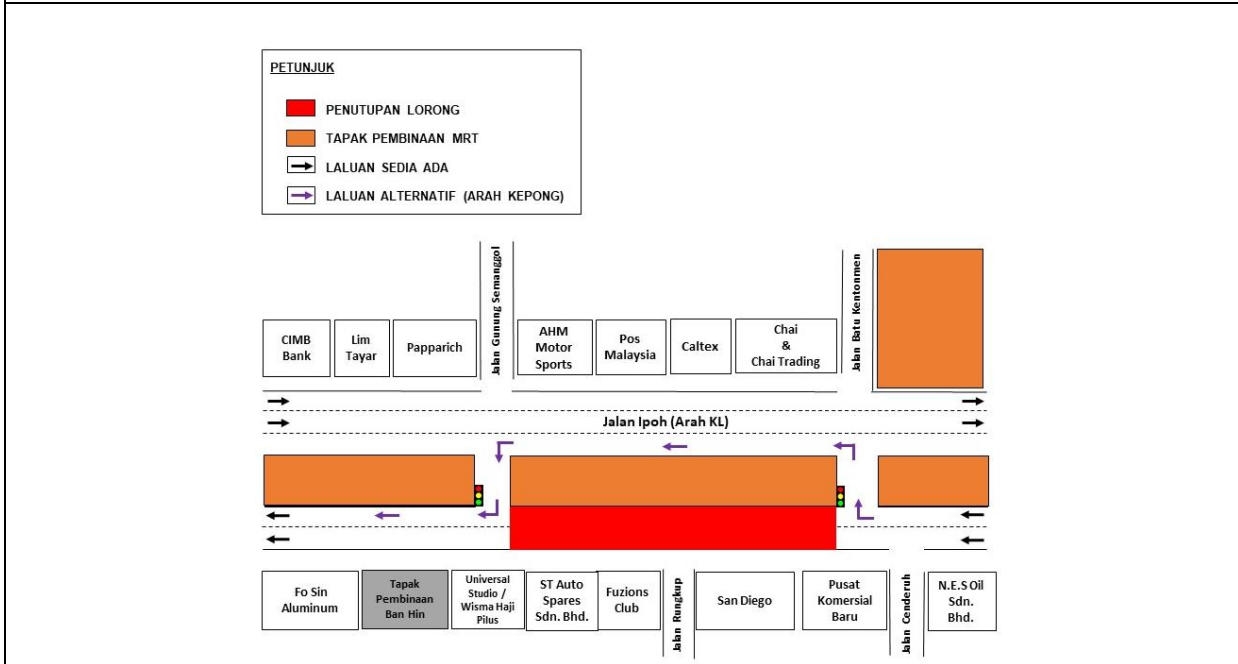 PETUNJUK
PENUTUPAN LORONG
TAPAK PEMBINAAN MRT
LALUAN SEDIA ADA
LALUAN ALTERNATIF (ARAH KEPONG)
Jalan Gunung Semanggol
Jalan Batu Kentonmen
CIMB
Bank
Lim
Tayar
Papparich
AHM
Motor
Sports
Pos
Malaysia
Caltex
Chai
&
Chai Trading
Jalan Ipoh (Arah KL)
Fo Sin
Aluminum
Tapak
Pembinaan
Ban Hin
Universal
Studio /
Wisma Haji
Pilus
ST Auto
Spares
Sdn. Bhd.
Fuzions
Club
Jalan Rungkup
San Diego
Pusat
Komersial
Baru
Jalan Cenderuh
N.E.S Oil
Sdn.
Bhd.